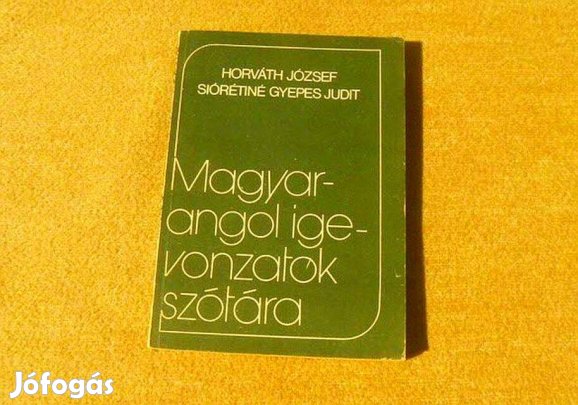 HORVÁTH JÓZSEF
SIÓRÉTINÉ GYEPES JUDIT
Magyar-
angol ige-
vonzatok
szótára
Jófogás